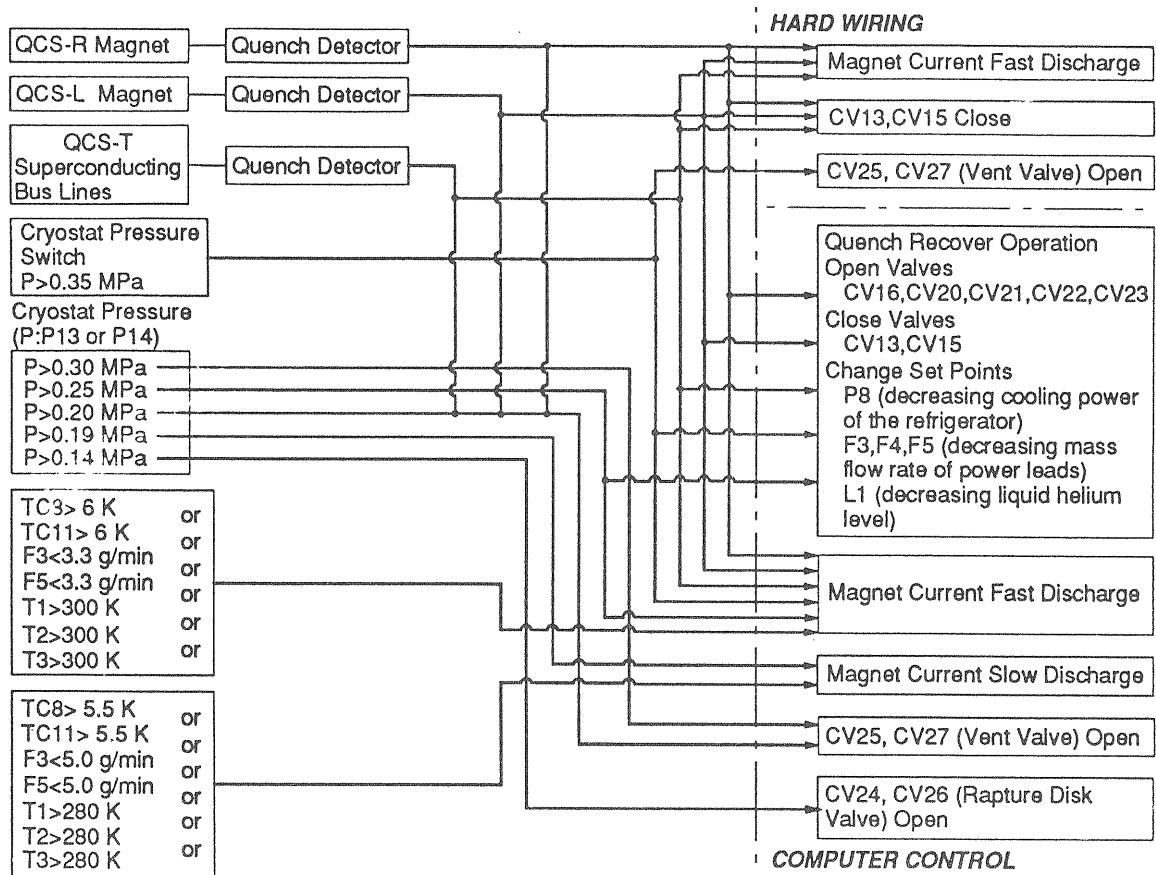 HARD WIRING
QCS-R Magnet
Quench Detector
Magnet Current Fast Discharge
QCS-L Magnet
Quench Detector
CV13,CV15 Close
QCS-T
Superconducting
Bus Lines
Quench Detector
CV25, CV27 (Vent Valve) Open
Cryostat Pressure
Switch
P>0.35 MPa
Cryostat Pressure
(P:P13 or P14)
P>0.30 MPa
P>0.25 MPa
P>0.20 MPa
P>0.19 MPa
P>0.14 MPa
Quench Recover Operation
Open Valves
CV16,CV20,CV21,CV22,CV23
Close Valves
CV13,CV15
Change Set Points
P8 (decreasing cooling power
of the refrigerator)
F3,F4,F5 (decreasing mass
flow rate of power leads)
L1 (decreasing liquid helium
level)
TC3> 6 K or
TC11> 6 K or
F3<3.3 g/min or
F5<3.3 g/min or
T1>300 K or
T2>300 K or
T3>300 K
Magnet Current Fast Discharge
Magnet Current Slow Discharge
TC8> 5.5 K or
TC11> 5.5 K or
F3<5.0 g/min or
F5<5.0 g/min or
T1>280 K or
T2>280 K or
T3>280 K
CV25, CV27 (Vent Valve) Open
CV24, CV26 (Rapture Disk
Valve) Open
COMPUTER CONTROL